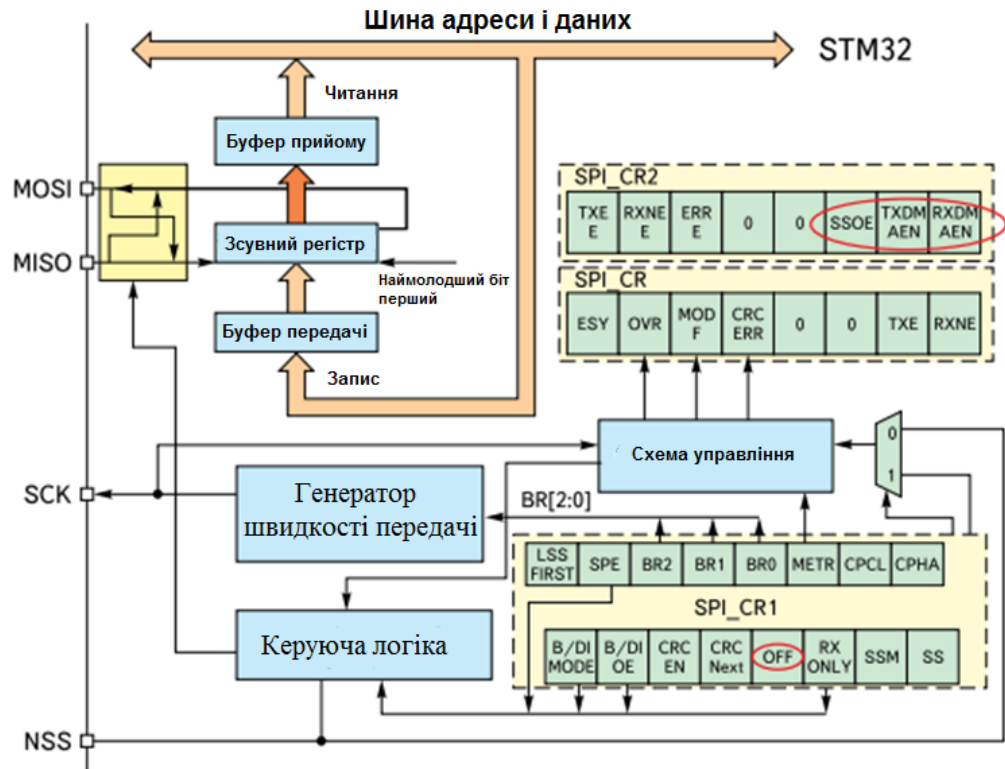 Шина адреси і даних
STM32
Читання
Буфер прийому
MOSI
Зсувний регістр
MISO
Наймолодший біт
перший
Буфер передачі
Запис
SPI_CR2
TXE
E
RXNE
E
ERR
E
0
0
SSOE
TXDM
AEN
RXDM
AEN
SPI_CR
ESY
OVR
MOD
F
CRC
ERR
0
0
TXE
RXNE
Схема управління
0
1
SCK
Генератор
швидкості передачі
BR[2:0]
LSS
FIRST
SPE
BR2
BR1
BR0
METR
CPCL
CPHA
SPI_CR1
Керуюча логіка
B/DI
MODE
B/DI
OE
CRC
EN
CRC
Next
OFF
RX
ONLY
SSM
SS
NSS